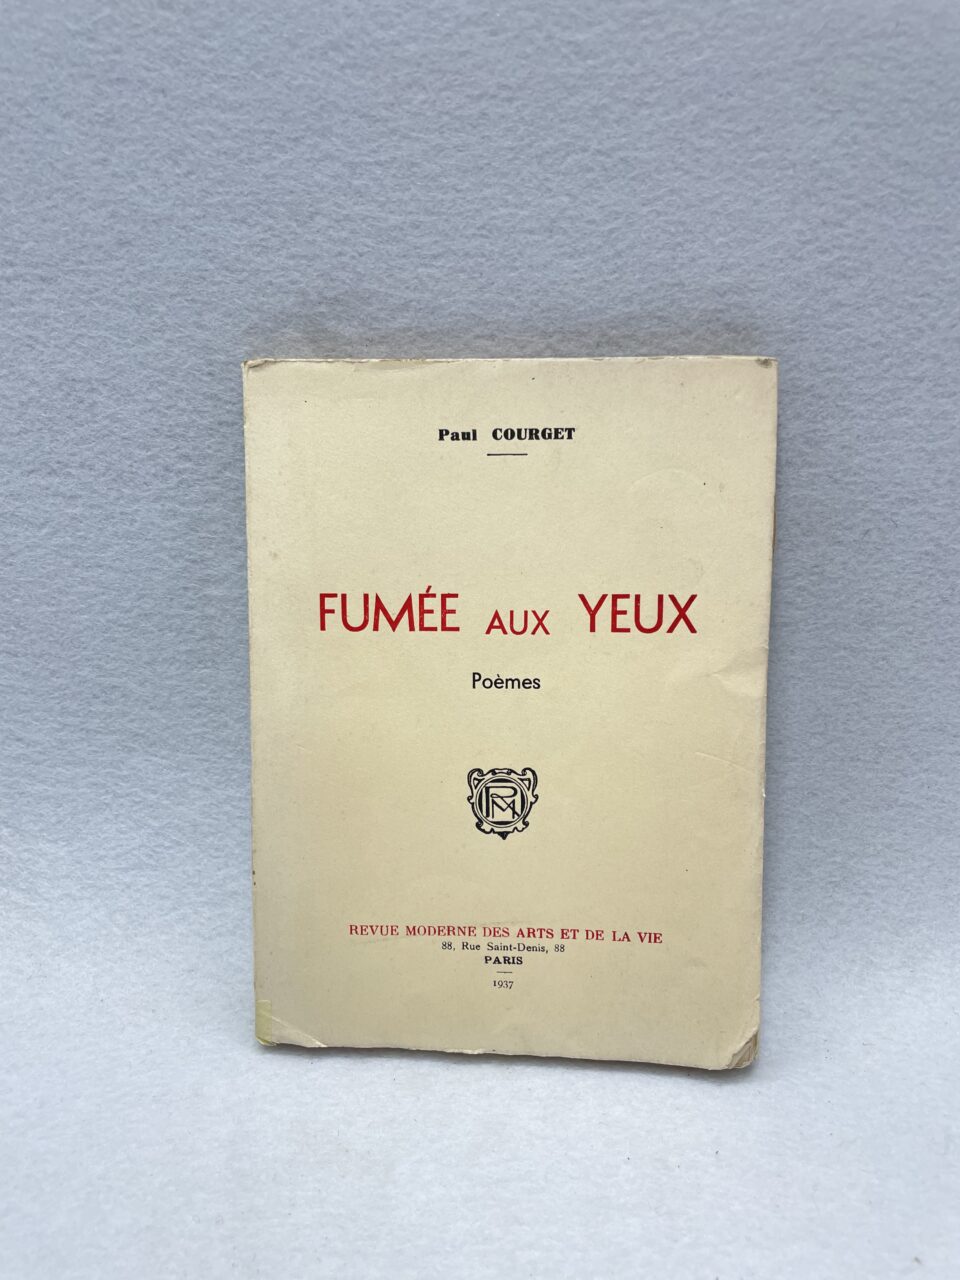 Paul COURGET
FUMÉE AUX YEUX
Poèmes
RM
REVUE MODERNE DES ARTS ET DE LA VIE
88, Rue Saint-Denis, 88
PARIS
1937